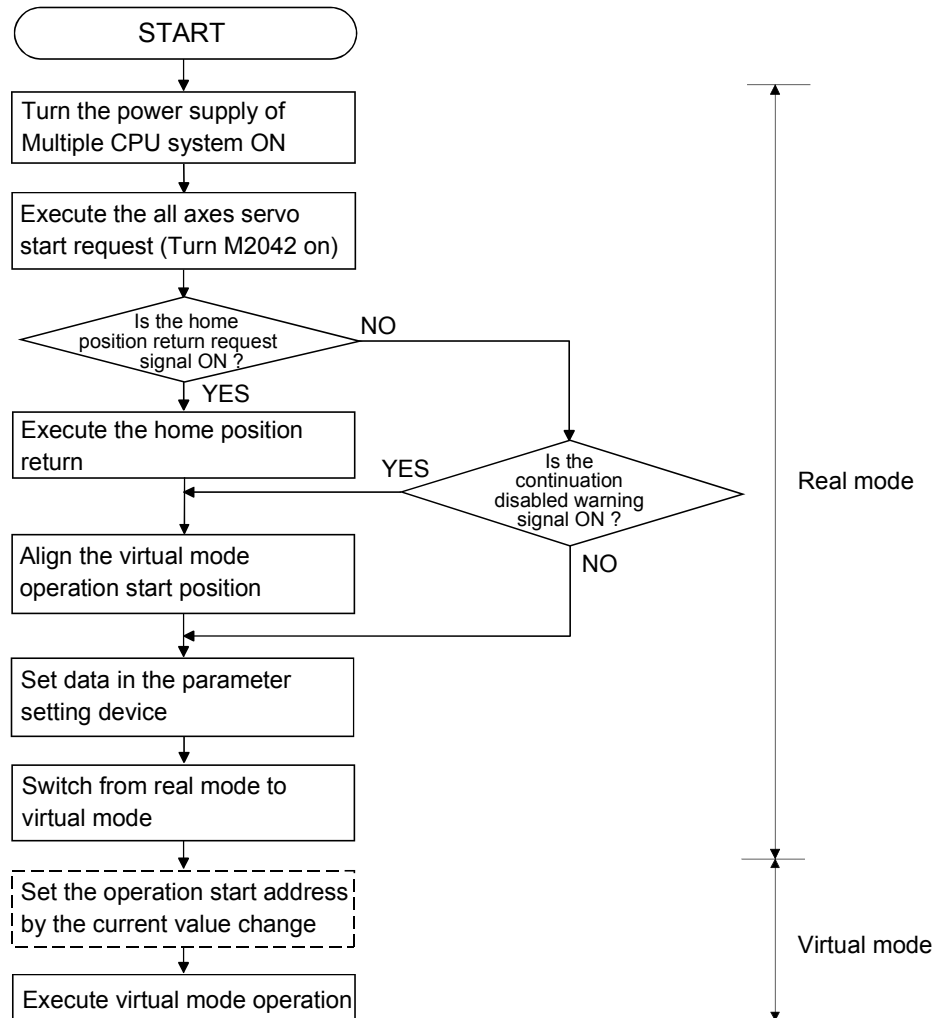 START
Turn the power supply of
Multiple CPU system ON
Execute the all axes servo
start request (Turn M2042 on)
Is the home
position return request
signal ON ?
NO
YES
Execute the home position
return
YES
Is the
continuation
disabled warning
signal ON ?
NO
Real mode
Align the virtual mode
operation start position
Set data in the parameter
setting device
Switch from real mode to
virtual mode
Set the operation start address
by the current value change
Virtual mode
Execute virtual mode operation